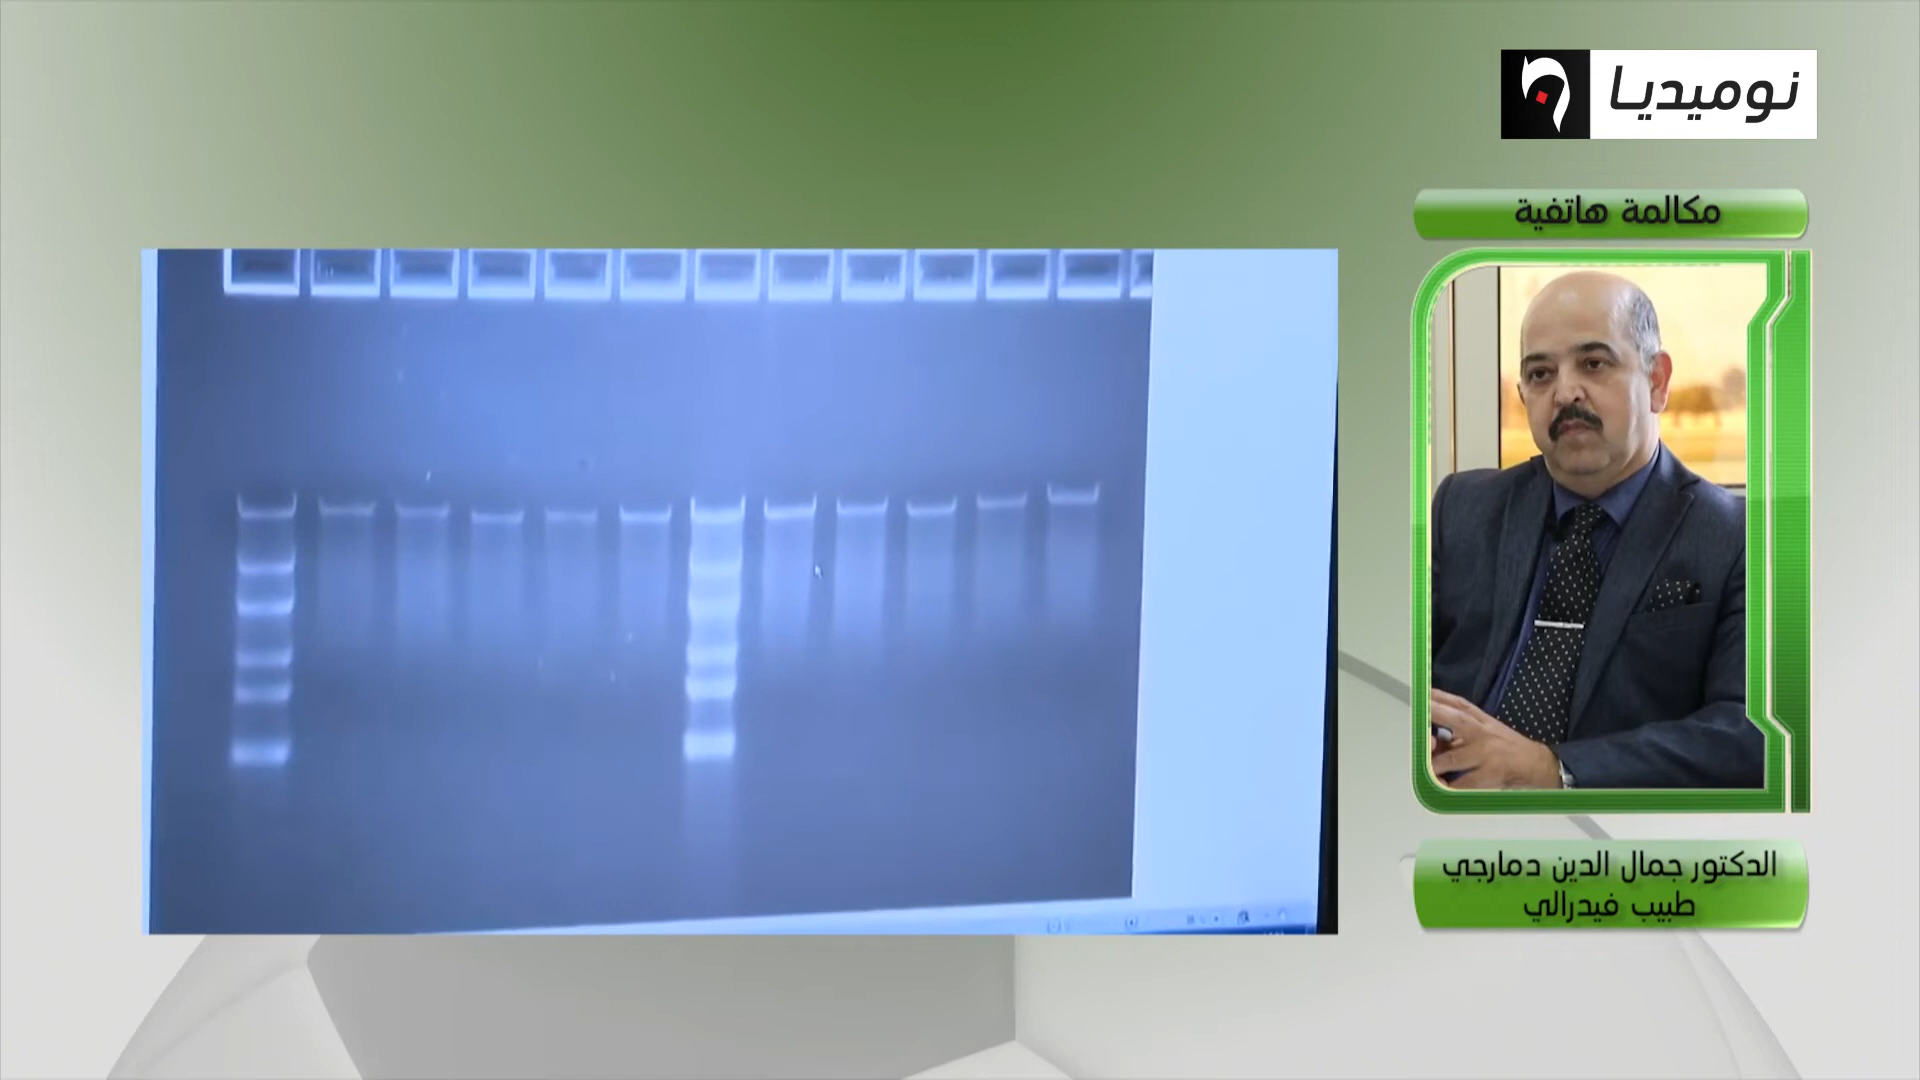 نوميديا
مكالمة هاتفية
الدكتور جمال الدين دمارجي
طبيب فيدرالي